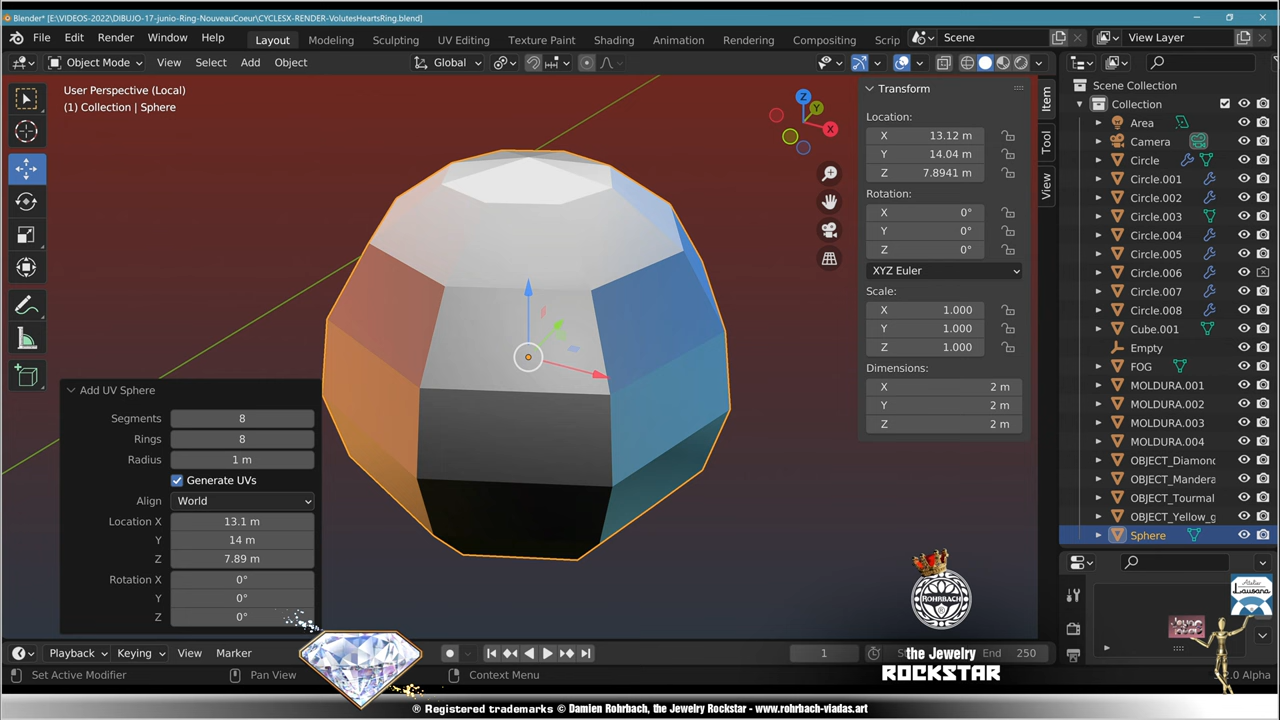 Blender* [E:\VIDEOS-2022\DIBUJO-17-junio-Ring-NouveauCoeur\CYCLESX-RENDER-VolutesHeartsRing.blend]
File Edit Render Window Help Layout Modeling Sculpting UV Editing Texture Paint Shading Animation Rendering Compositing Scrip Scene View Layer
Object Mode View Select Add Object Global
User Perspective (Local)
(1) Collection | Sphere
Z
Y
X
Transform
Location:
X 13.12 m
Y 14.04 m
Z 7.8941 m
Rotation:
X 0°
Y 0°
Z 0°
XYZ Euler
Scale:
X 1.000
Y 1.000
Z 1.000
Dimensions:
X 2 m
Y 2 m
Z 2 m
Item
Tool
View
Scene Collection
Collection
Area
Camera
Circle
Circle.001
Circle.002
Circle.003
Circle.004
Circle.005
Circle.006
Circle.007
Circle.008
Cube.001
Empty
FOG
MOLDURA.001
MOLDURA.002
MOLDURA.003
MOLDURA.004
OBJECT_Diamond
OBJECT_Mandera
OBJECT_Tourmal
OBJECT_Yellow_g
Sphere
Add UV Sphere
Segments 8
Rings 8
Radius 1 m
Generate UVs
Align World
Location X 13.1 m
Y 14 m
Z 7.89 m
Rotation X 0°
Y 0°
Z 0°
ROHRBACH
Atelier
Lausana
Playback Keying View Marker 1 End 250
the Jewelry
ROCKSTAR
Set Active Modifier Pan View Context Menu .0 Alpha
® Registered trademarks © Damien Rohrbach, the Jewelry Rockstar - www.rohrbach-viadas.art